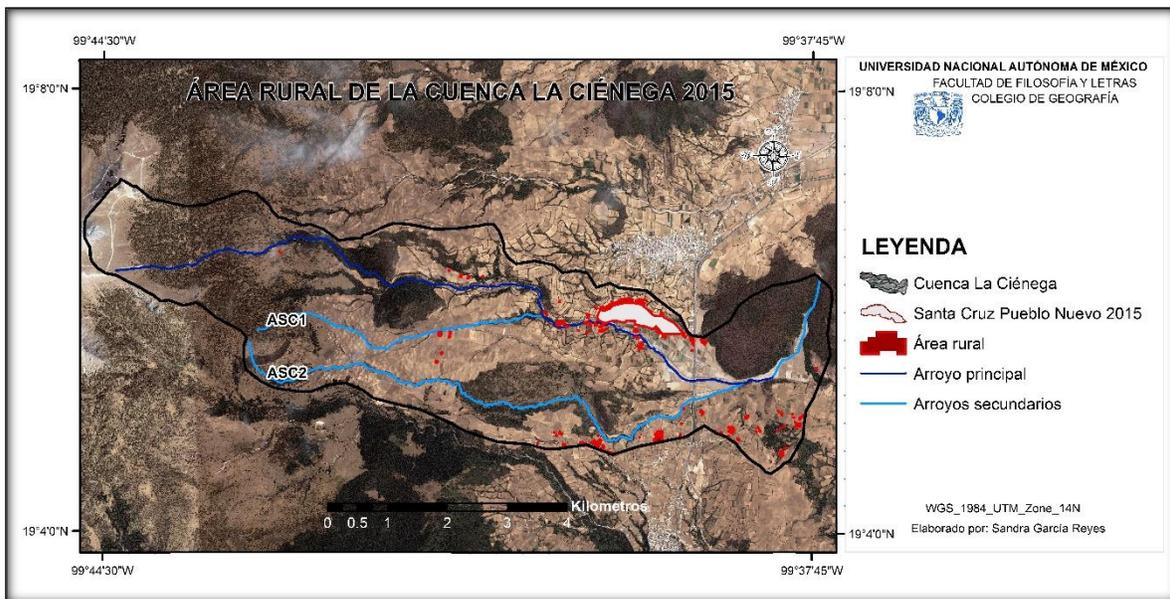 99°44'30"W
99°37'45"W
19°8'0"N
19°8'0"N
ÁREA RURAL DE LA CUENCA LA CIÉNEGA 2015
ASC1
ASC2
Kilometros
0 0.5 1 2 3 4
19°4'0"N
19°4'0"N
99°44'30"W
99°37'45"W
UNIVERSIDAD NACIONAL AUTÓNOMA DE MÉXICO
FACULTAD DE FILOSOFÍA Y LETRAS
COLEGIO DE GEOGRAFÍA
LEYENDA
Cuenca La Ciénega
Santa Cruz Pueblo Nuevo 2015
Área rural
Arroyo principal
Arroyos secundarios
WGS_1984_UTM_Zone_14N
Elaborado por: Sandra García Reyes